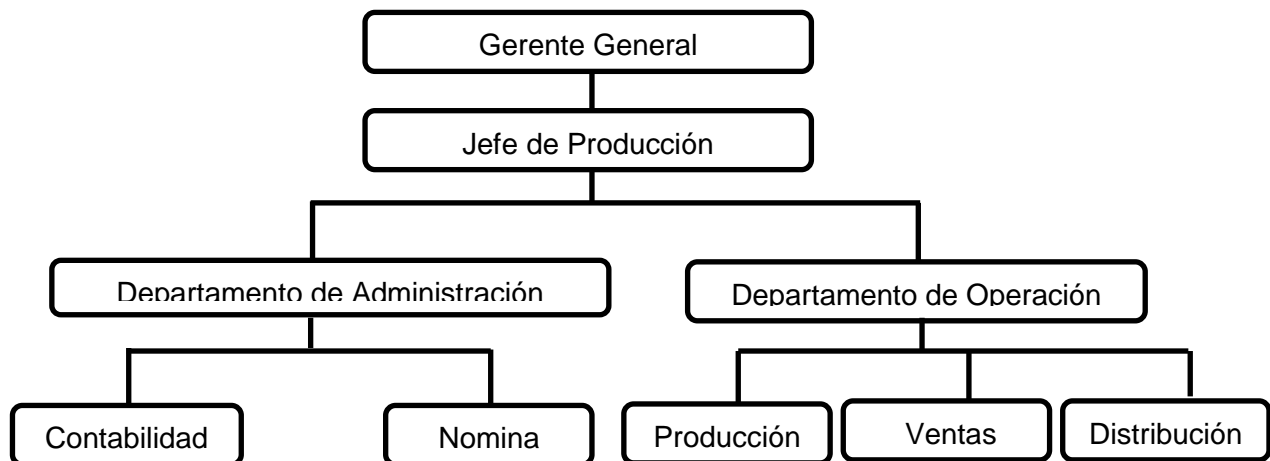 Gerente General
Jefe de Producción
Departamento de Administración
Departamento de Operación
Contabilidad
Nomina
Producción
Ventas
Distribución